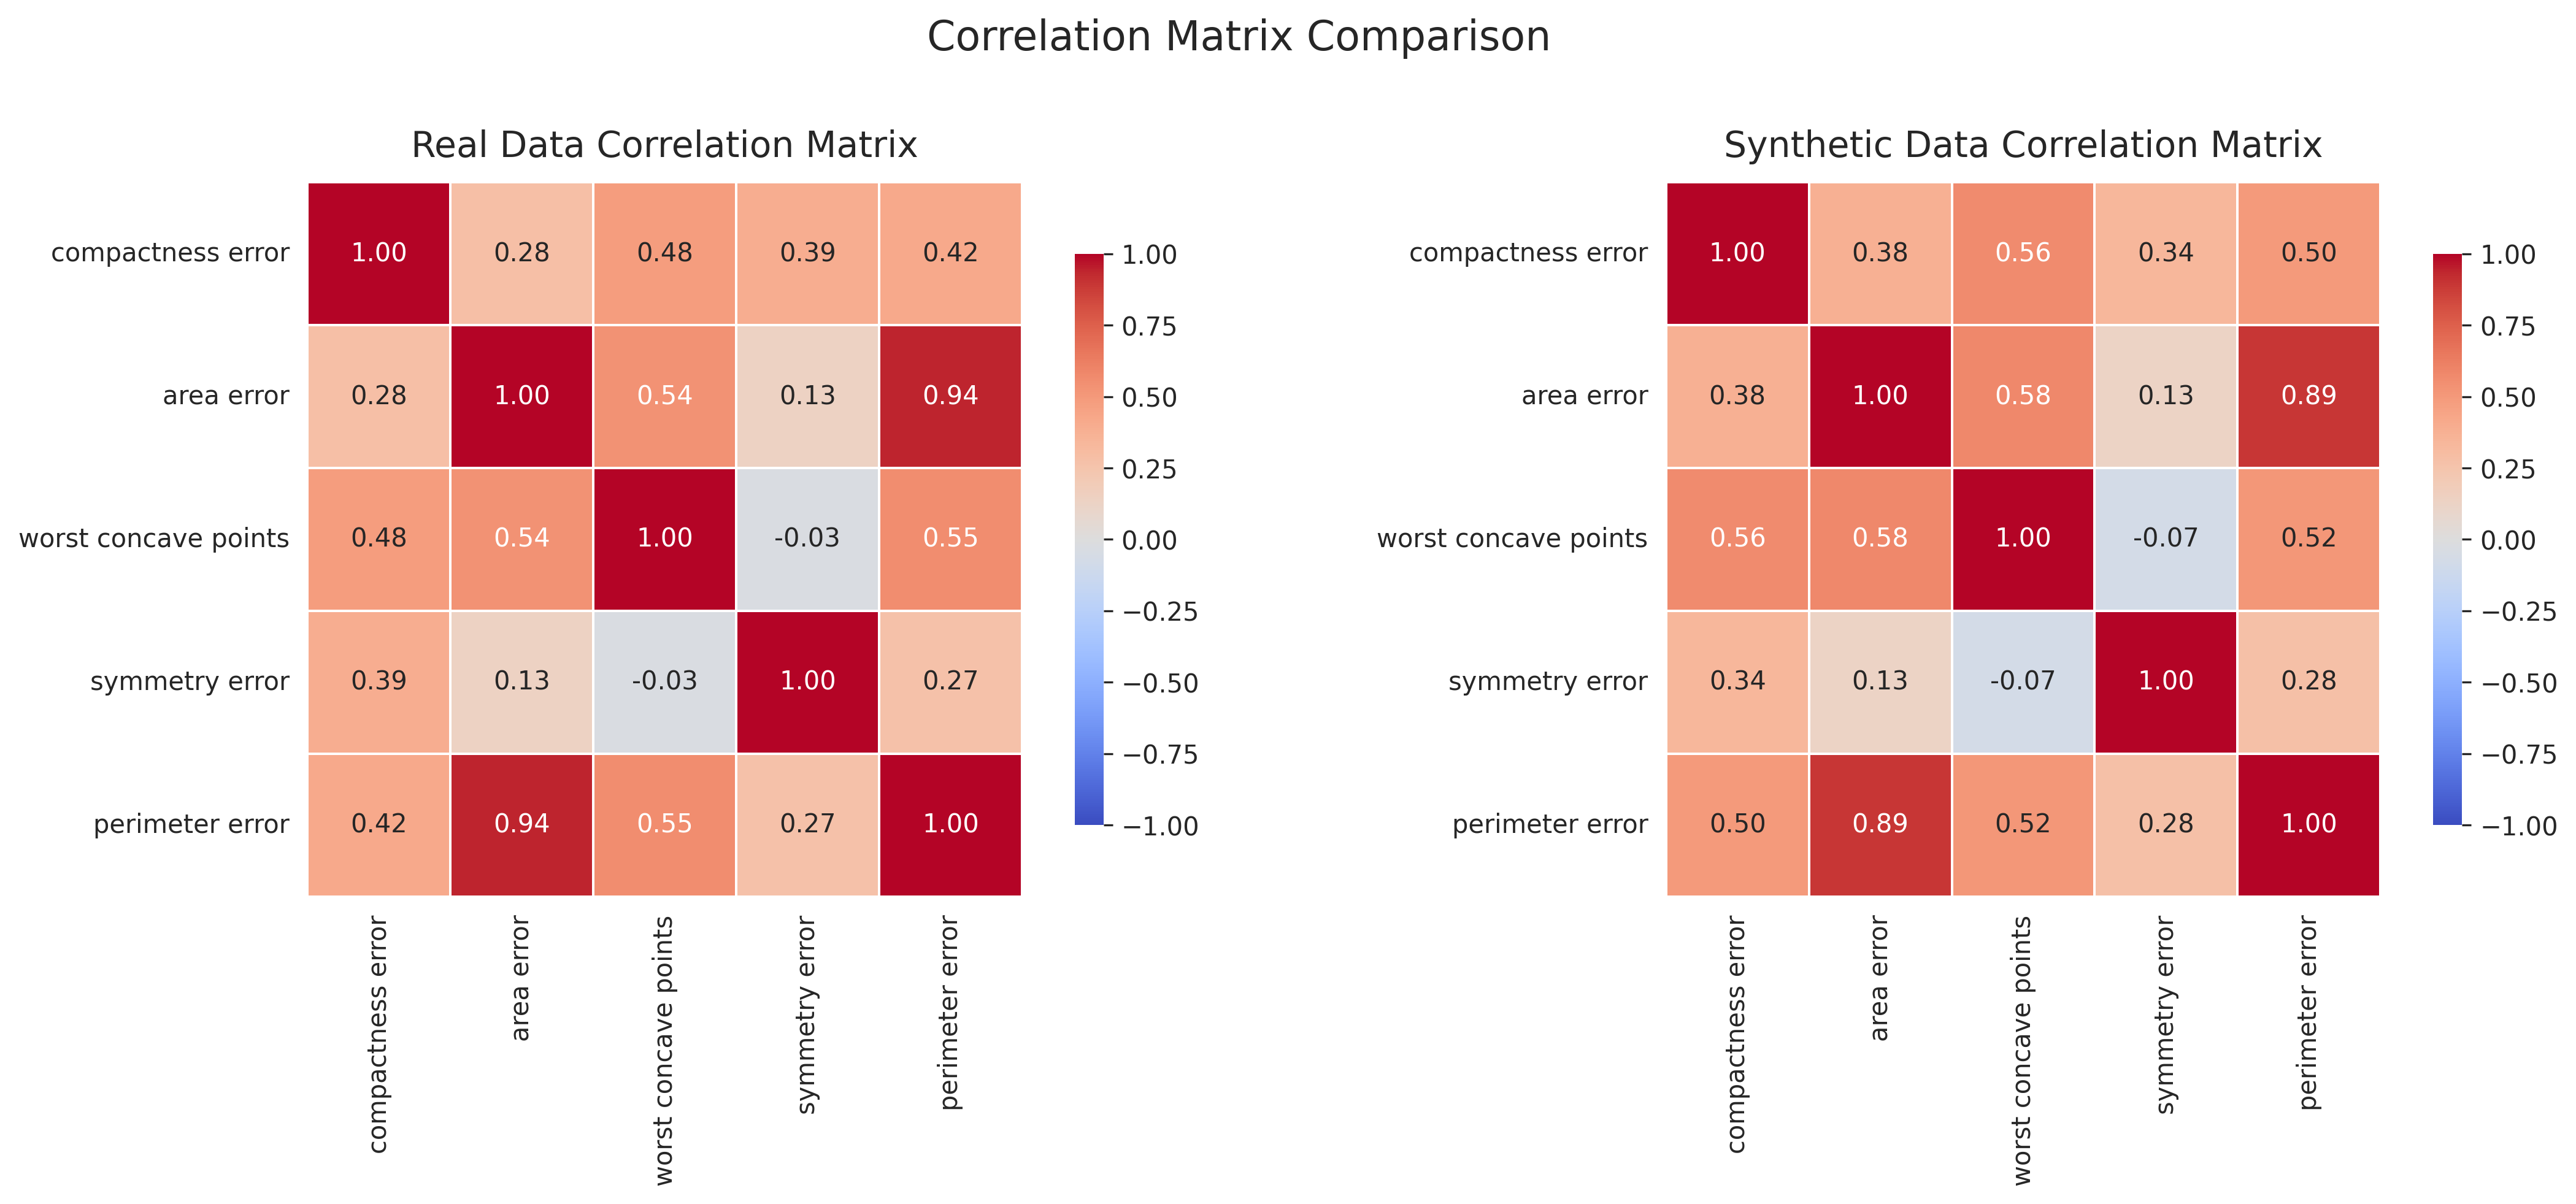 Correlation Matrix Comparison
Real Data Correlation Matrix
compactness error 1.00 0.28 0.48 0.39 0.42
area error 0.28 1.00 0.54 0.13 0.94
worst concave points 0.48 0.54 1.00 -0.03 0.55
symmetry error 0.39 0.13 -0.03 1.00 0.27
perimeter error 0.42 0.94 0.55 0.27 1.00
compactness error
area error
worst concave points
symmetry error
perimeter error
1.00
0.75
0.50
0.25
0.00
−0.25
−0.50
−0.75
−1.00
Synthetic Data Correlation Matrix
compactness error 1.00 0.38 0.56 0.34 0.50
area error 0.38 1.00 0.58 0.13 0.89
worst concave points 0.56 0.58 1.00 -0.07 0.52
symmetry error 0.34 0.13 -0.07 1.00 0.28
perimeter error 0.50 0.89 0.52 0.28 1.00
compactness error
area error
worst concave points
symmetry error
perimeter error
1.00
0.75
0.50
0.25
0.00
−0.25
−0.50
−0.75
−1.00